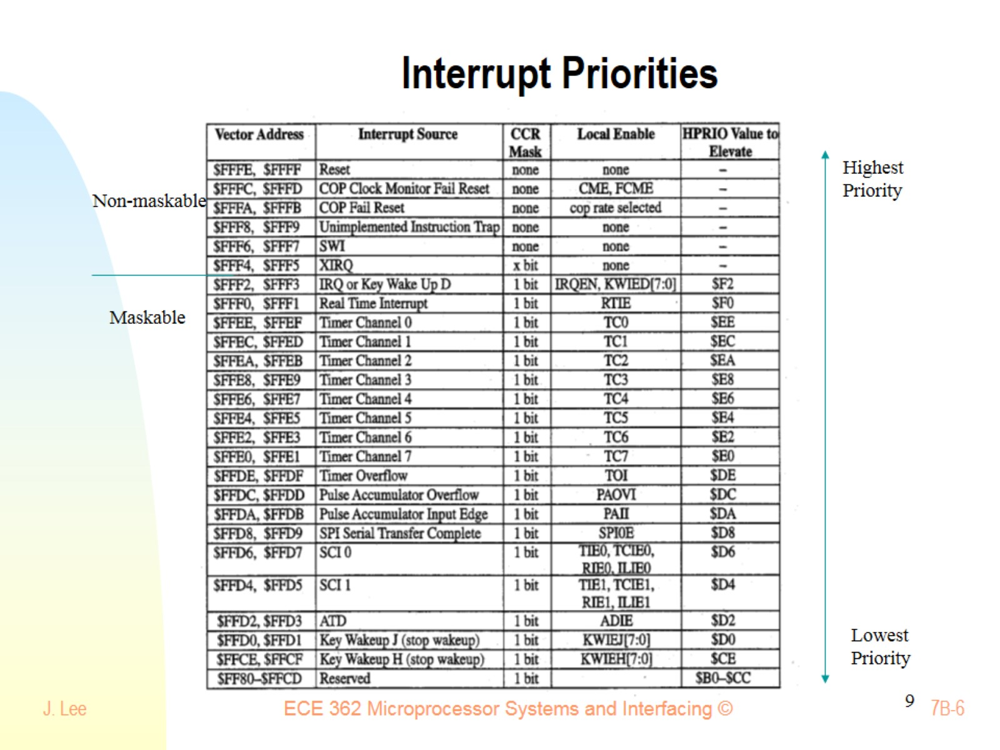 Interrupt Priorities
Vector Address Interrupt Source CCR Mask Local Enable HPRIO Value to Elevate
$FFFE, $FFFF Reset none none –
$FFFC, $FFFD COP Clock Monitor Fail Reset none CME, FCME –
$FFFA, $FFFB COP Fail Reset none cop rate selected –
$FFF8, $FFF9 Unimplemented Instruction Trap none none –
$FFF6, $FFF7 SWI none none –
$FFF4, $FFF5 XIRQ x bit none –
$FFF2, $FFF3 IRQ or Key Wake Up D 1 bit IRQEN, KWIED[7:0] $F2
$FFF0, $FFF1 Real Time Interrupt 1 bit RTIE $F0
$FFEE, $FFEF Timer Channel 0 1 bit TC0 $EE
$FFEC, $FFED Timer Channel 1 1 bit TC1 $EC
$FFEA, $FFEB Timer Channel 2 1 bit TC2 $EA
$FFE8, $FFE9 Timer Channel 3 1 bit TC3 $E8
$FFE6, $FFE7 Timer Channel 4 1 bit TC4 $E6
$FFE4, $FFE5 Timer Channel 5 1 bit TC5 $E4
$FFE2, $FFE3 Timer Channel 6 1 bit TC6 $E2
$FFE0, $FFE1 Timer Channel 7 1 bit TC7 $E0
$FFDE, $FFDF Timer Overflow 1 bit TOI $DE
$FFDC, $FFDD Pulse Accumulator Overflow 1 bit PAOVI $DC
$FFDA, $FFDB Pulse Accumulator Input Edge 1 bit PAII $DA
$FFD8, $FFD9 SPI Serial Transfer Complete 1 bit SPI0E $D8
$FFD6, $FFD7 SCI 0 1 bit TIE0, TCIE0, RIE0, ILIE0 $D6
$FFD4, $FFD5 SCI 1 1 bit TIE1, TCIE1, RIE1, ILIE1 $D4
$FFD2, $FFD3 ATD 1 bit ADIE $D2
$FFD0, $FFD1 Key Wakeup J (stop wakeup) 1 bit KWIEJ[7:0] $D0
$FFCE, $FFCF Key Wakeup H (stop wakeup) 1 bit KWIEH[7:0] $CE
$FF80–$FFCD Reserved 1 bit $B0–$CC
Non-maskable
Maskable
Highest
Priority
Lowest
Priority
J. Lee
ECE 362 Microprocessor Systems and Interfacing ©
9
7B-6